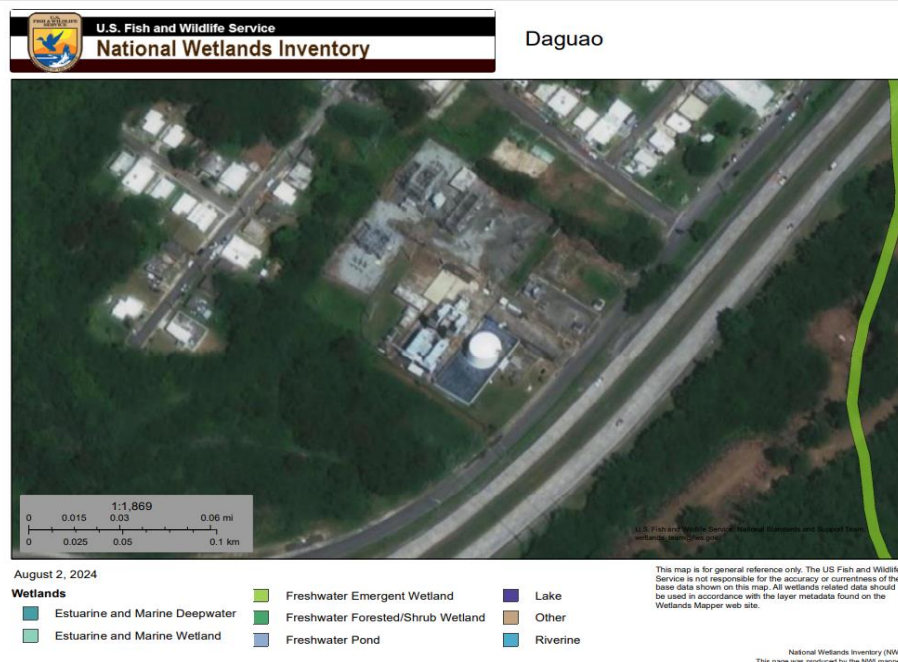 U.S.
FISH & WILDLIFE
SERVICE
U.S. Fish and Wildlife Service
National Wetlands Inventory
Daguao
1:1,869
0 0.015 0.03 0.06 mi
0 0.025 0.05 0.1 km
U.S. Fish and Wildlife Service, National Standards and Support Team,
wetlands_team@fws.gov
August 2, 2024
Wetlands
Estuarine and Marine Deepwater
Estuarine and Marine Wetland
Freshwater Emergent Wetland
Freshwater Forested/Shrub Wetland
Freshwater Pond
Lake
Other
Riverine
This map is for general reference only. The US Fish and Wildlife
Service is not responsible for the accuracy or currentness of the
base data shown on this map. All wetlands related data should
be used in accordance with the layer metadata found on the
Wetlands Mapper web site.
National Wetlands Inventory (NW
This page was produced by the NWI mappe